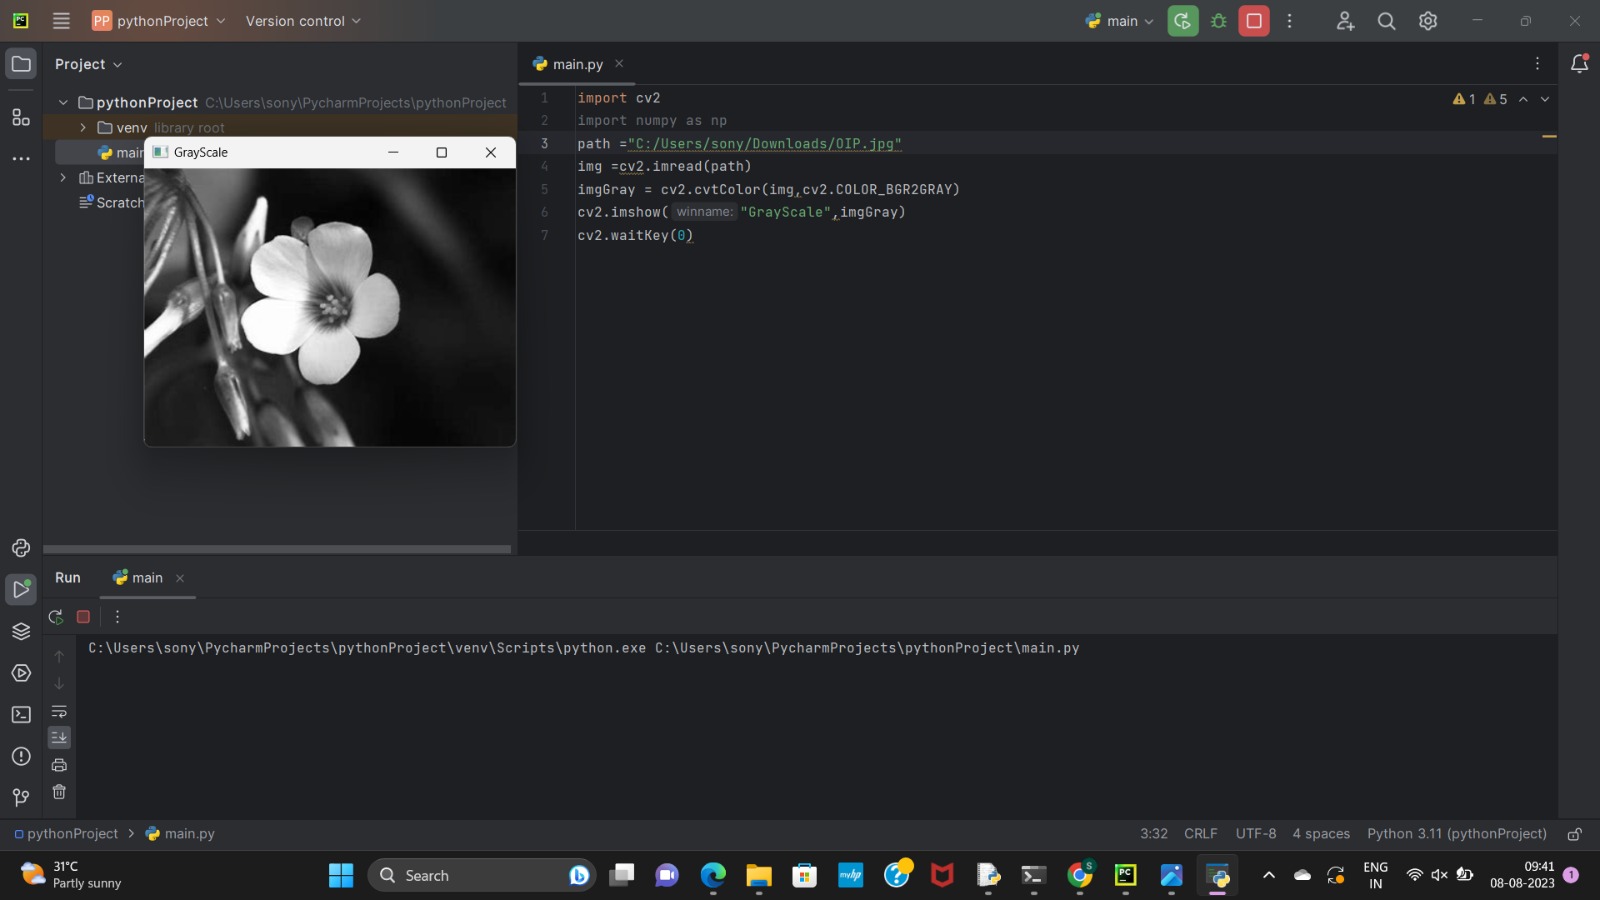 PC
PP pythonProject Version control main
Project
main.py
pythonProject C:\Users\sony\PycharmProjects\pythonProject
venv library root
main
External
Scratch
GrayScale
1 import cv2
2 import numpy as np
3 path ="C:/Users/sony/Downloads/OIP.jpg"
4 img =cv2.imread(path)
5 imgGray = cv2.cvtColor(img,cv2.COLOR_BGR2GRAY)
6 cv2.imshow( winname: "GrayScale",imgGray)
7 cv2.waitKey(0)
1 5
Run main
C:\Users\sony\PycharmProjects\pythonProject\venv\Scripts\python.exe C:\Users\sony\PycharmProjects\pythonProject\main.py
pythonProject > main.py 3:32 CRLF UTF-8 4 spaces Python 3.11 (pythonProject)
31°C
Partly sunny
Search
myhp
S
PC
ENG
IN
09:41
08-08-2023
1